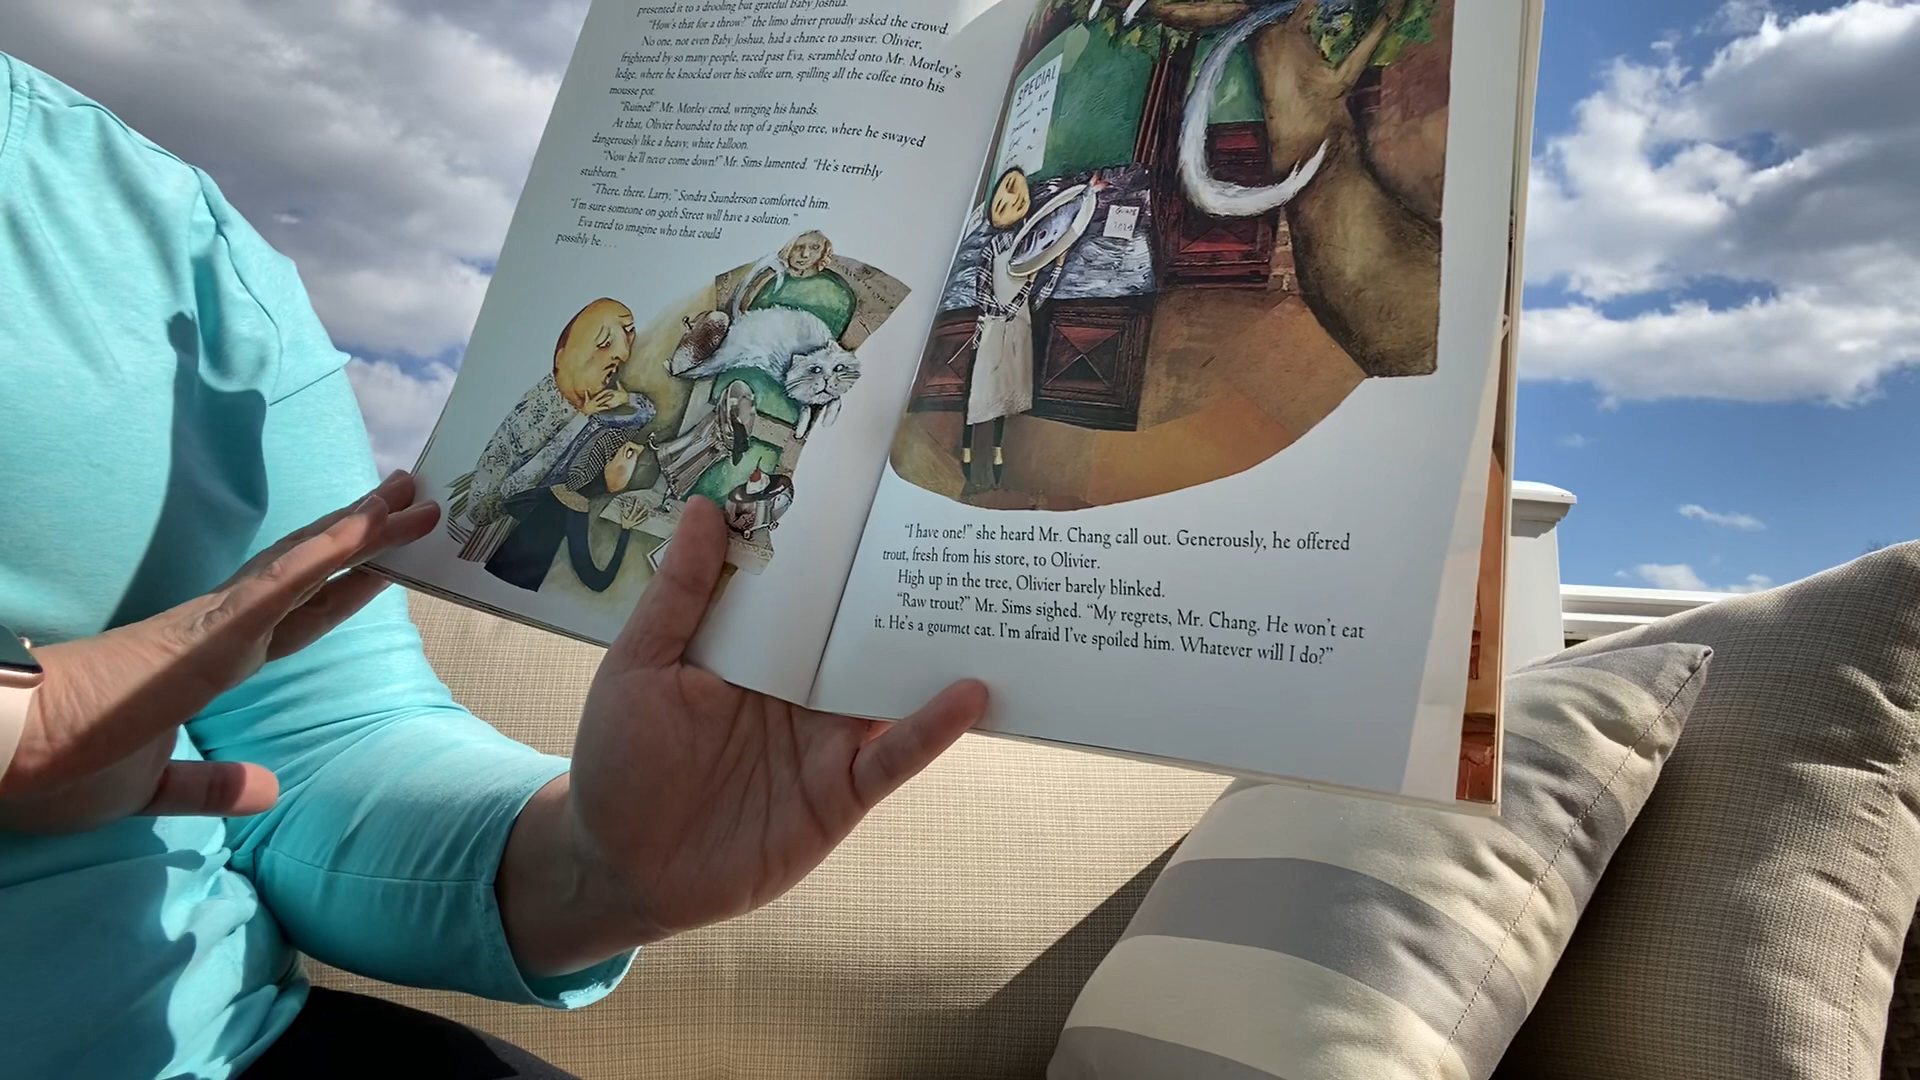 presented it to a drooling but grateful Baby Joshua.
"How's that for a throw?" the limo driver proudly asked the crowd.
No one, not even Baby Joshua, had a chance to answer. Olivier,
frightened by so many people, raced past Eva, scrambled onto Mr. Morley's
ledge, where he knocked over his coffee urn, spilling all the coffee into his
mousse pot.
"Ruined!" Mr. Morley cried, wringing his hands.
At that, Olivier bounded to the top of a ginkgo tree, where he swayed
dangerously like a heavy, white balloon.
"Now he'll never come down!" Mr. Sims lamented. "He's terribly
stubborn."
"There, there, Larry," Sondra Saunderson comforted him.
"I'm sure someone on 90th Street will have a solution."
Eva tried to imagine who that could
possibly be....
SPECIAL
"I have one!" she heard Mr. Chang call out. Generously, he offered
trout, fresh from his store, to Olivier.
High up in the tree, Olivier barely blinked.
"Raw trout?" Mr. Sims sighed. "My regrets, Mr. Chang. He won't eat
it. He's a gourmet cat. I'm afraid I've spoiled him. Whatever will I do?"